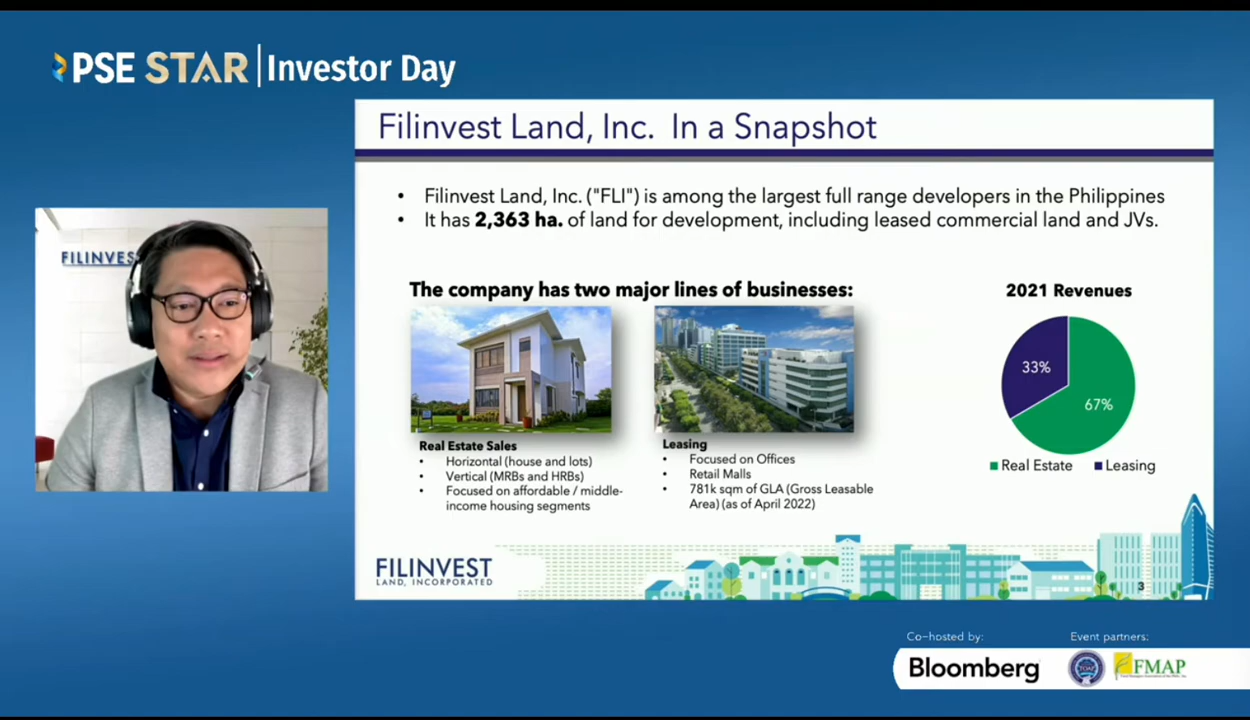 PSE STAR | Investor Day
Filinvest Land, Inc. In a Snapshot
• Filinvest Land, Inc. ("FLI") is among the largest full range developers in the Philippines
• It has 2,363 ha. of land for development, including leased commercial land and JVs.
FILINVES
The company has two major lines of businesses:
Real Estate Sales
• Horizontal (house and lots)
• Vertical (MRBs and HRBs)
• Focused on affordable / middle-
income housing segments
Leasing
• Focused on Offices
• Retail Malls
• 781k sqm of GLA (Gross Leasable
Area) (as of April 2022)
2021 Revenues
33%
67%
Real Estate Leasing
FILINVEST
LAND, INCORPORATED
3
Co-hosted by:
Bloomberg
Event partners:
FMAP